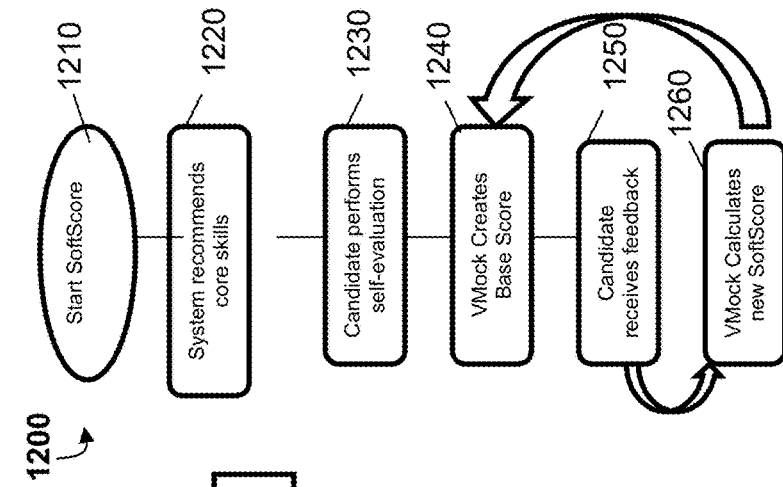 1200
Start SoftScore
1210
System recommends
core skills
1220
Candidate performs
self-evaluation
1230
VMock Creates
Base Score
1240
Candidate
receives feedback
1250
VMock Calculates
new SoftScore
1260